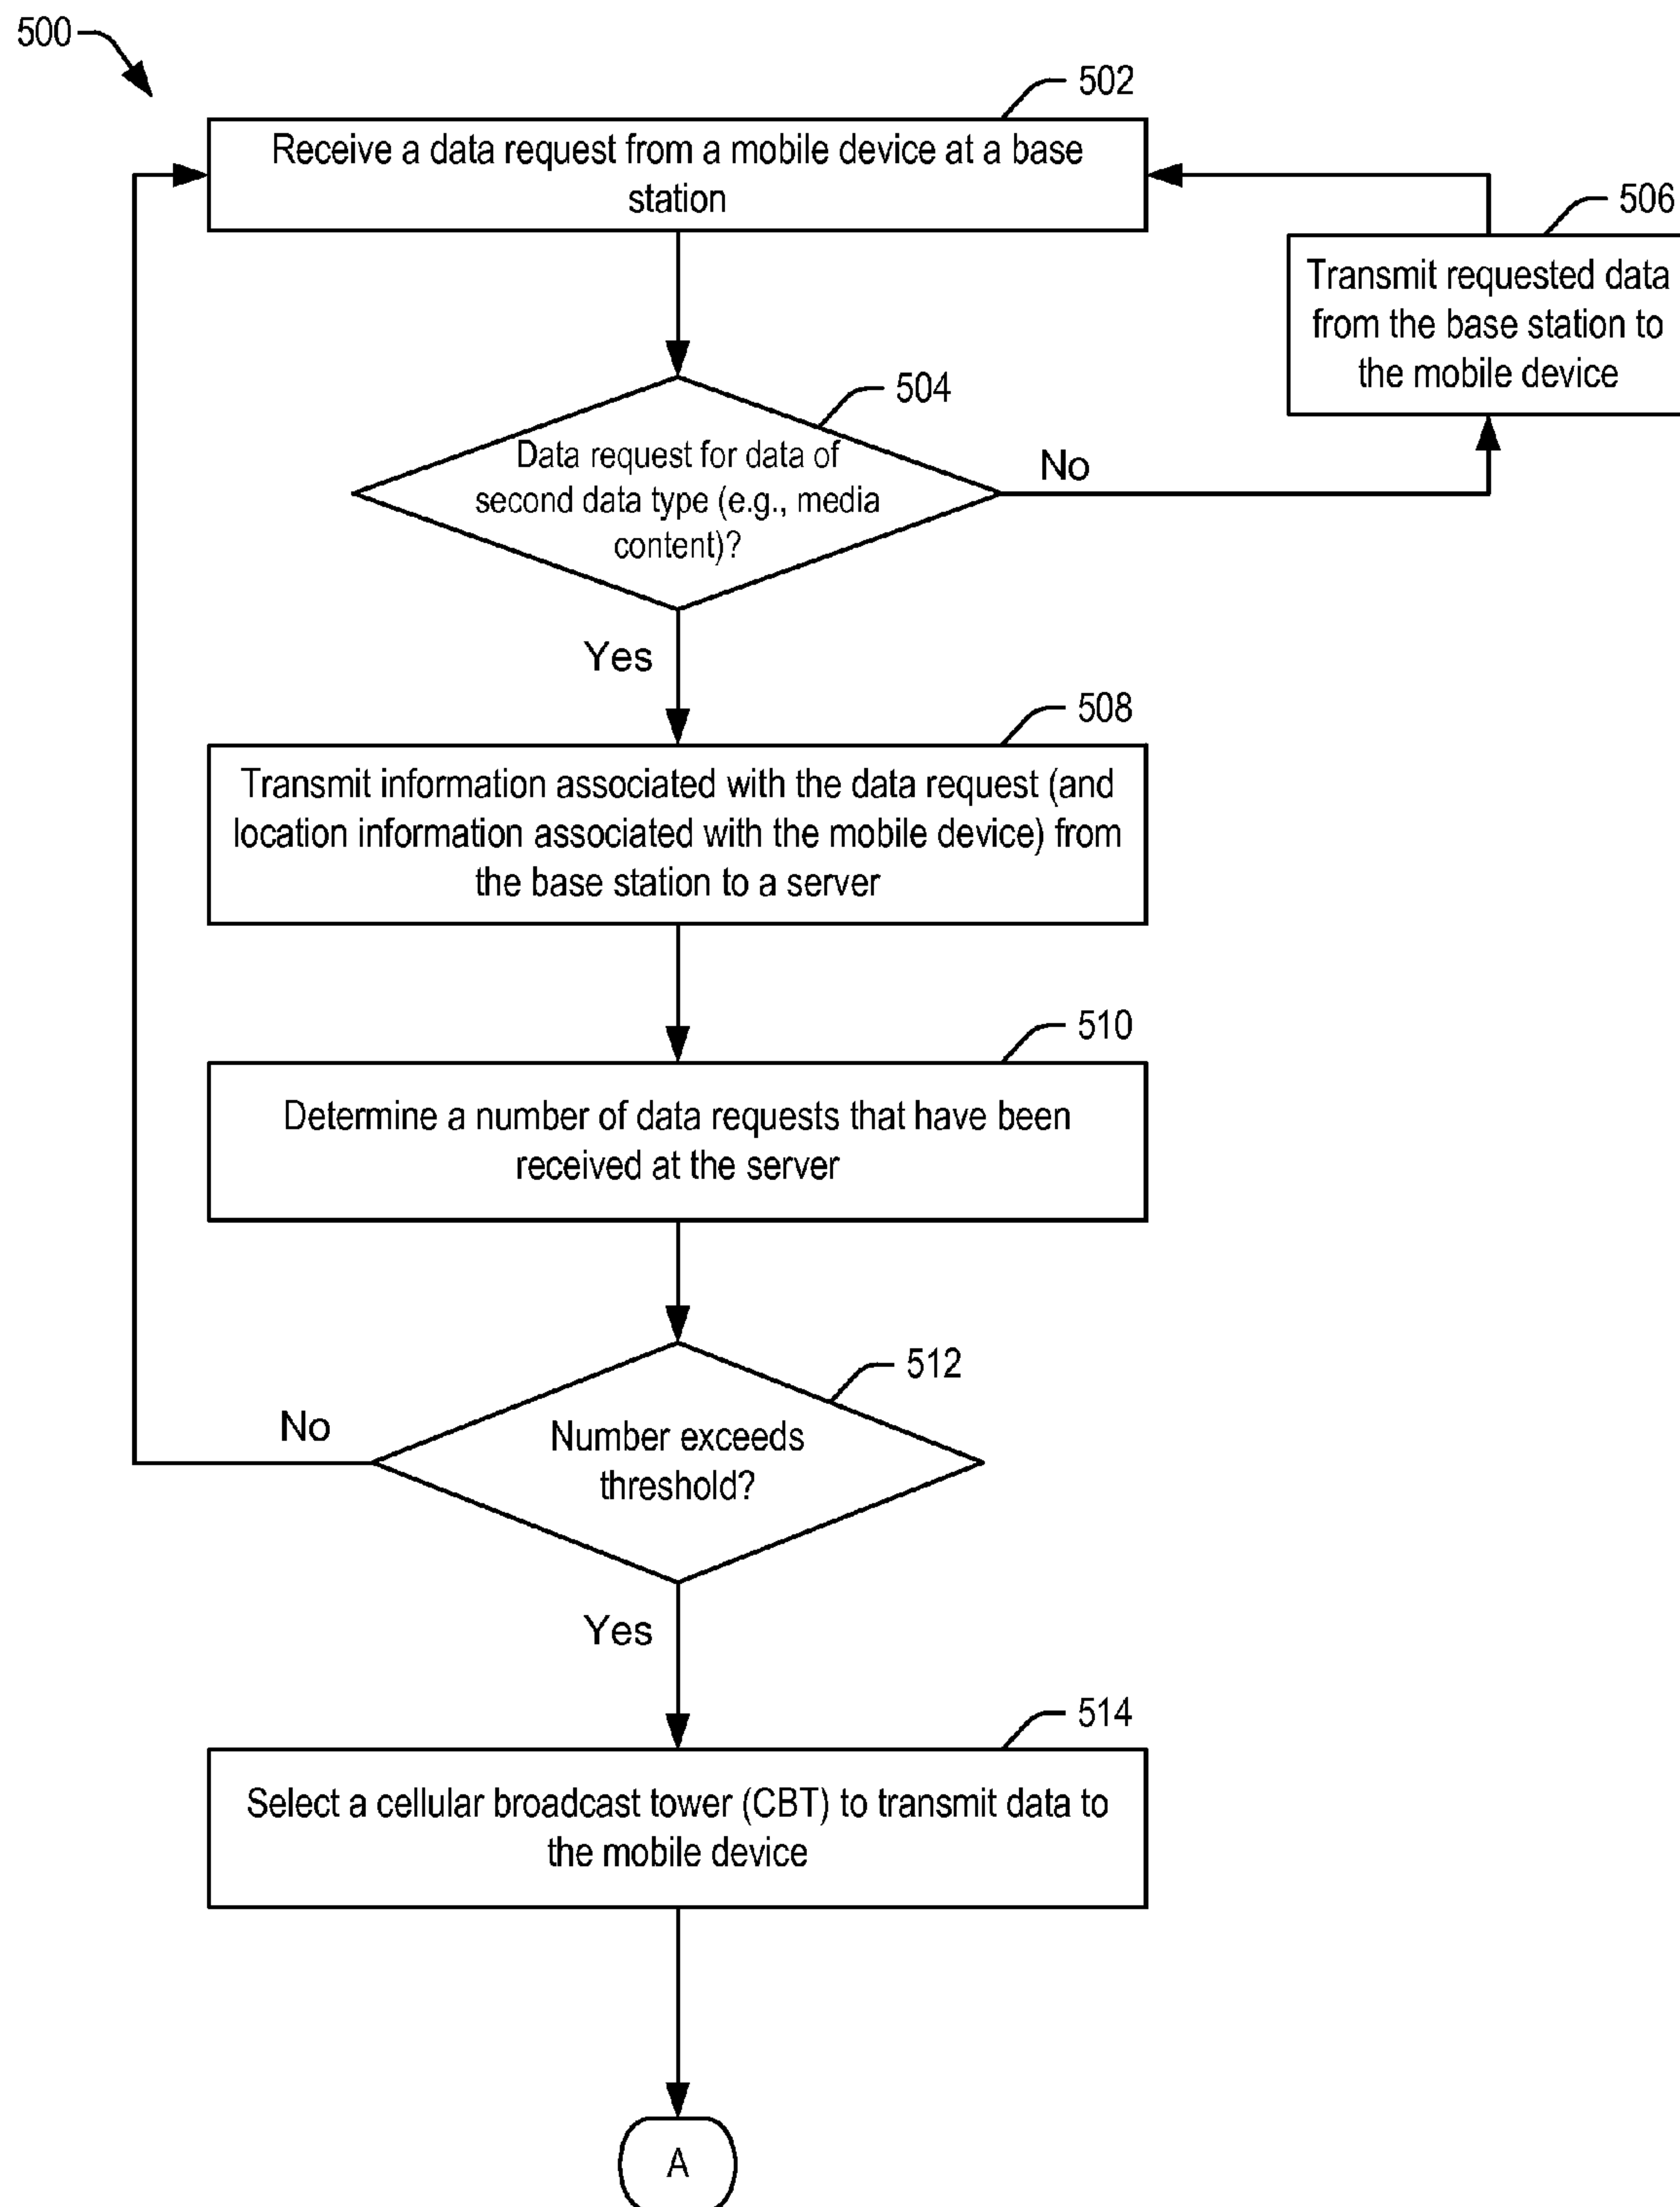 500
502
Receive a data request from a mobile device at a base
station
506
Transmit requested data
from the base station to
the mobile device
504
Data request for data of
second data type (e.g., media
content)?
No
Yes
508
Transmit information associated with the data request (and
location information associated with the mobile device) from
the base station to a server
510
Determine a number of data requests that have been
received at the server
512
Number exceeds
threshold?
No
Yes
514
Select a cellular broadcast tower (CBT) to transmit data to
the mobile device
A